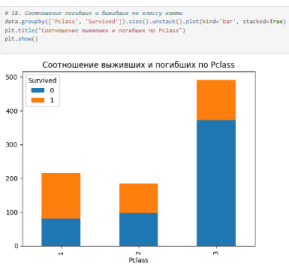 # 18. Соотношение погибших и выживших по классу каюты
data.groupby(['Pclass', 'Survived']).size().unstack().plot(kind='bar', stacked=True)
plt.title("Соотношение выживших и погибших по Pclass")
plt.show()
Соотношение выживших и погибших по Pclass
Survived
0
1
500
400
300
200
100
0
1 2 3
Pclass